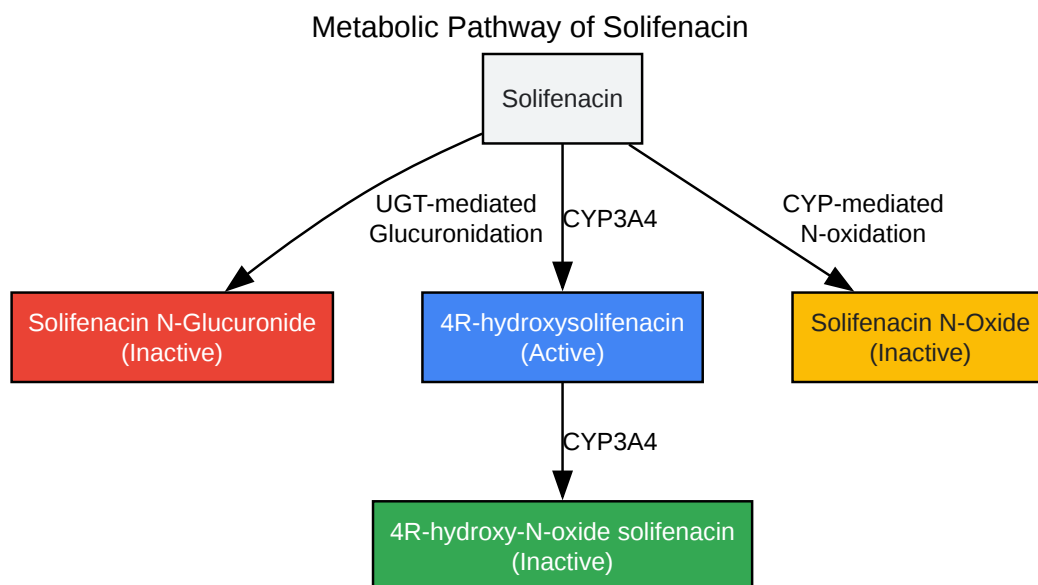 Metabolic Pathway of Solifenacin
Solifenacin
UGT-mediated
Glucuronidation
CYP3A4
CYP-mediated
N-oxidation
Solifenacin N-Glucuronide
(Inactive)
4R-hydroxysolifenacin
(Active)
Solifenacin N-Oxide
(Inactive)
CYP3A4
4R-hydroxy-N-oxide solifenacin
(Inactive)